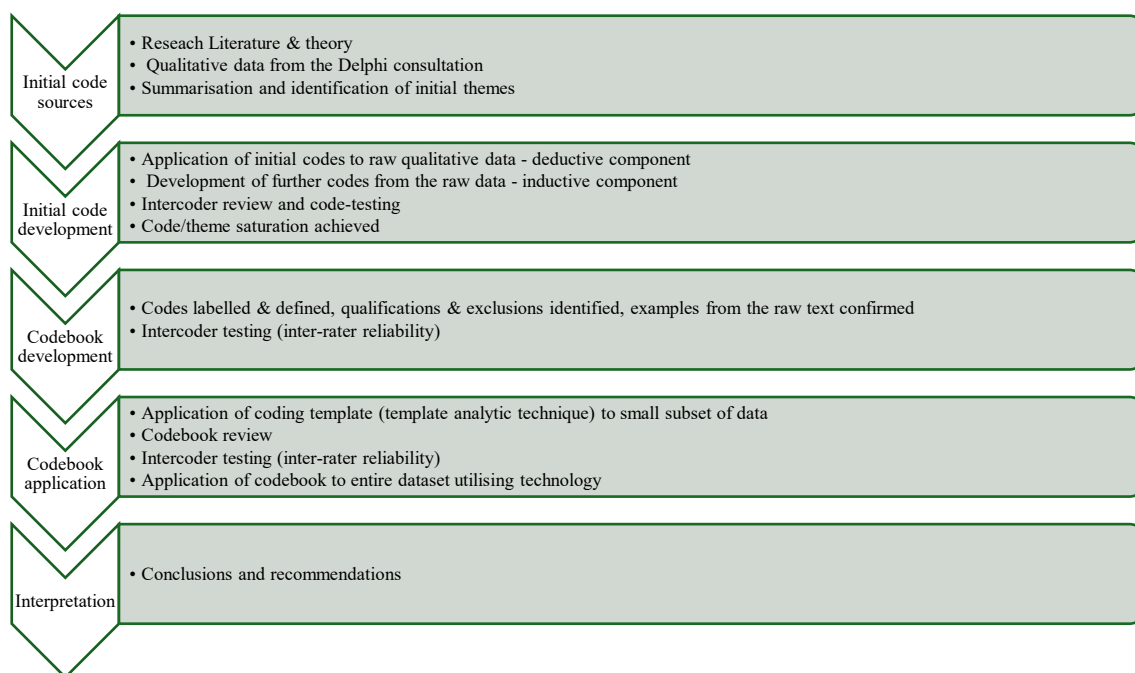 Initial code
sources
• Reseach Literature & theory
• Qualitative data from the Delphi consultation
• Summarisation and identification of initial themes
Initial code
development
• Application of initial codes to raw qualitative data - deductive component
• Development of further codes from the raw data - inductive component
• Intercoder review and code-testing
• Code/theme saturation achieved
Codebook
development
• Codes labelled & defined, qualifications & exclusions identified, examples from the raw text confirmed
• Intercoder testing (inter-rater reliability)
Codebook
application
• Application of coding template (template analytic technique) to small subset of data
• Codebook review
• Intercoder testing (inter-rater reliability)
• Application of codebook to entire dataset utilising technology
Interpretation
• Conclusions and recommendations